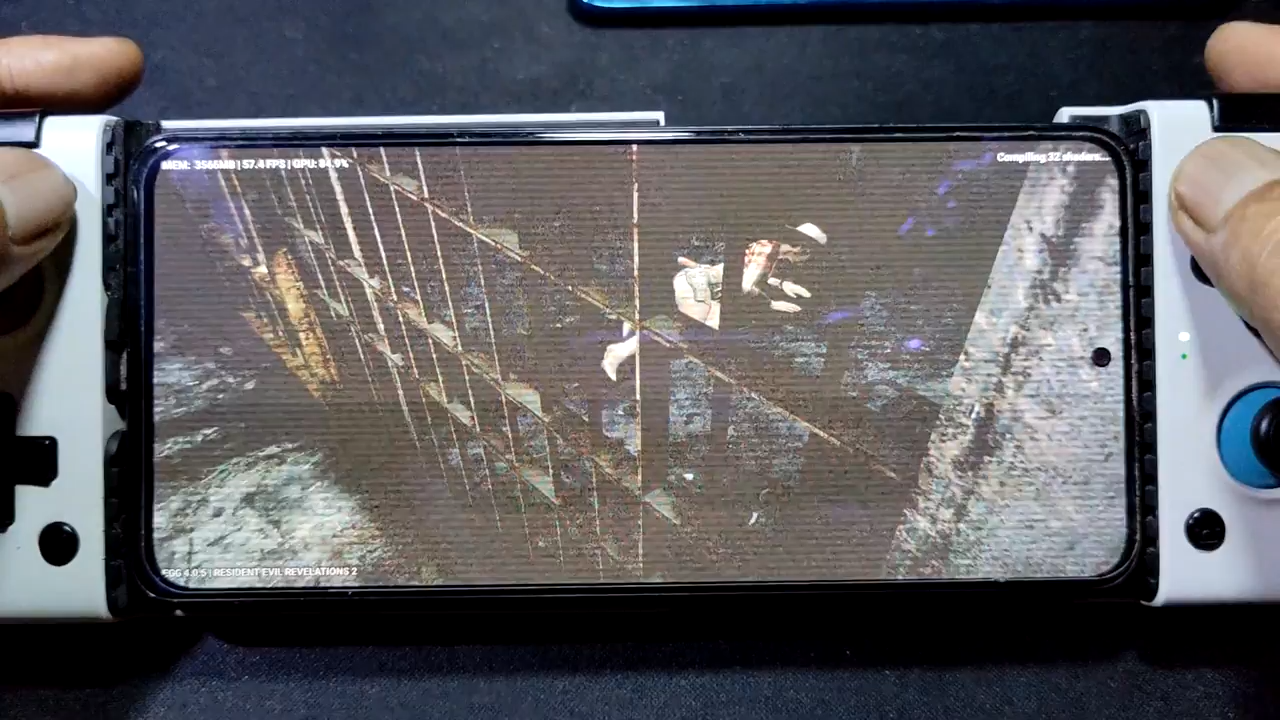 MEM: 3566MB | 57.4 FPS | GPU: 84.9%
Compiling 32 shaders...
EGG 4.0.5 | RESIDENT EVIL REVELATIONS 2